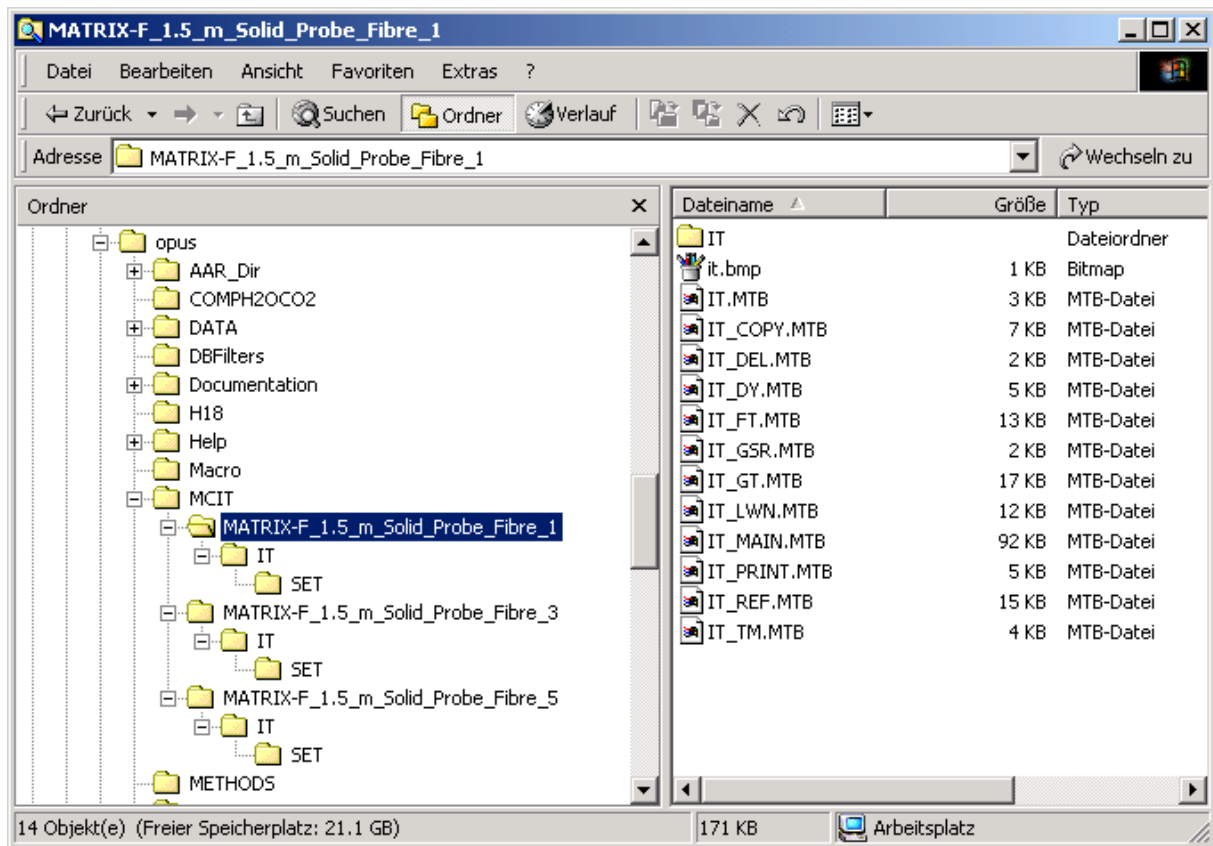 MATRIX-F_1.5_m_Solid_Probe_Fibre_1
Datei Bearbeiten Ansicht Favoriten Extras ?
Zurück Suchen Ordner Verlauf
Adresse MATRIX-F_1.5_m_Solid_Probe_Fibre_1 Wechseln zu
Ordner
opus
AAR_Dir
COMPH2OCO2
DATA
DBFilters
Documentation
H18
Help
Macro
MCIT
MATRIX-F_1.5_m_Solid_Probe_Fibre_1
IT
SET
MATRIX-F_1.5_m_Solid_Probe_Fibre_3
IT
SET
MATRIX-F_1.5_m_Solid_Probe_Fibre_5
IT
SET
METHODS
Dateiname Größe Typ
IT Dateiordner
it.bmp 1 KB Bitmap
IT.MTB 3 KB MTB-Datei
IT_COPY.MTB 7 KB MTB-Datei
IT_DEL.MTB 2 KB MTB-Datei
IT_DY.MTB 5 KB MTB-Datei
IT_FT.MTB 13 KB MTB-Datei
IT_GSR.MTB 2 KB MTB-Datei
IT_GT.MTB 17 KB MTB-Datei
IT_LWN.MTB 12 KB MTB-Datei
IT_MAIN.MTB 92 KB MTB-Datei
IT_PRINT.MTB 5 KB MTB-Datei
IT_REF.MTB 15 KB MTB-Datei
IT_TM.MTB 4 KB MTB-Datei
14 Objekt(e) (Freier Speicherplatz: 21.1 GB) 171 KB Arbeitsplatz